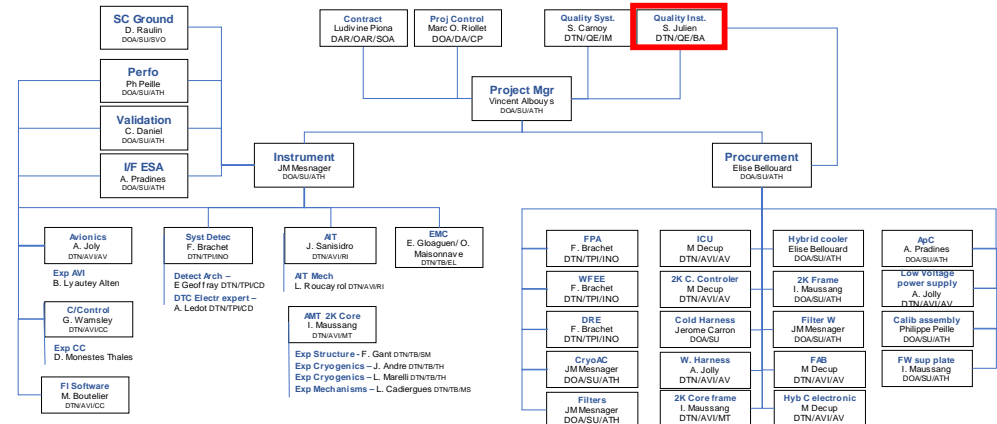 SC Ground
D. Raulin
DOA/SU/SVO
Perfo
Ph Peille
DOA/SU/ATH
Validation
C. Daniel
DOA/SU/ATH
I/F ESA
A. Pradines
DOA/SU/ATH
Contract
Ludivine Piona
DAR/OAR/SOA
Proj Control
Marc O. Riollet
DOA/DA/CP
Quality Syst.
S. Carnoy
DTN/QE/IM
Quality Inst.
S. Julien
DTN/QE/BA
Project Mgr
Vincent Albouys
DOA/SU/ATH
Instrument
JM Mesnager
DOA/SU/ATH
Procurement
Elise Bellouard
DOA/SU/ATH
Avionics
A. Joly
DTN/AVI/AV
Exp AVI
B. Lyautey Alten
C/Control
G. Wamsley
DTN/AVI/CC
Exp CC
D. Monestes Thales
Fl Software
M. Boutelier
DTN/AVI/CC
Syst Detec
F. Brachet
DTN/TPI/INO
Detect Arch –
E Geoffray DTN/TPI/CD
DTC Electr expert –
A. Ledot DTN/TPI/CD
AIT
J. Sanisidro
DTN/AVI/RI
AIT Mech
L. Roucayrol DTN/AVI/RI
AMT 2K Core
I. Maussang
DTN/AVI/MT
Exp Structure - F. Gant DTN/TB/SM
Exp Cryogenics – J. Andre DTN/TB/TH
Exp Cryogenics – L. Marelli DTN/TB/TH
Exp Mechanisms – L. Cadiergues DTN/TB/MS
EMC
E. Gloaguen/ O.
Maisonnave
DTN/TB/EL
FPA
F. Brachet
DTN/TPI/INO
WFEE
F. Brachet
DTN/TPI/INO
DRE
F. Brachet
DTN/TPI/INO
CryoAC
JM Mesnager
DOA/SU/ATH
Filters
JM Mesnager
DOA/SU/ATH
ICU
M Decup
DTN/AVI/AV
2K C. Controler
M Decup
DTN/AVI/AV
Cold Harness
Jerome Carron
DOA/SU
W. Harness
A. Jolly
DTN/AVI/AV
2K Core frame
I. Maussang
DTN/AVI/MT
Hybrid cooler
Elise Bellouard
DOA/SU/ATH
2K Frame
I. Maussang
DOA/SU/ATH
Filter W
JM Mesnager
DOA/SU/ATH
FAB
M Decup
DTN/AVI/AV
Hyb C electronic
M Decup
DTN/AVI/AV
ApC
A. Pradines
DOA/SU/ATH
Low Voltage
power supply
A. Jolly
DTN/AVI/AV
Calib assembly
Philippe Peille
DOA/SU/ATH
FW sup plate
I. Maussang
DOA/SU/ATH